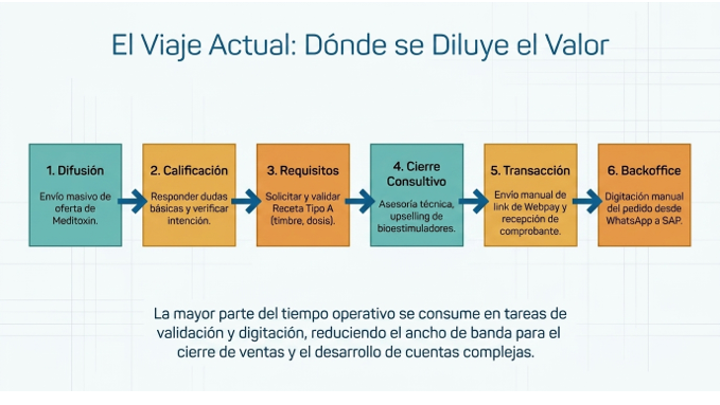 El Viaje Actual: Dónde se Diluye el Valor
1. Difusión
Envío masivo de
oferta de
Meditoxin.
2. Calificación
Responder dudas
básicas y verificar
intención.
3. Requisitos
Solicitar y validar
Receta Tipo A
(timbre, dosis).
4. Cierre
Consultivo
Asesoría técnica,
upselling de
bioestimuladores.
5. Transacción
Envío manual de
link de Webpay y
recepción de
comprobante.
6. Backoffice
Digitación manual
del pedido desde
WhatsApp a SAP.
La mayor parte del tiempo operativo se consume en tareas de
validación y digitación, reduciendo el ancho de banda para el
cierre de ventas y el desarrollo de cuentas complejas.